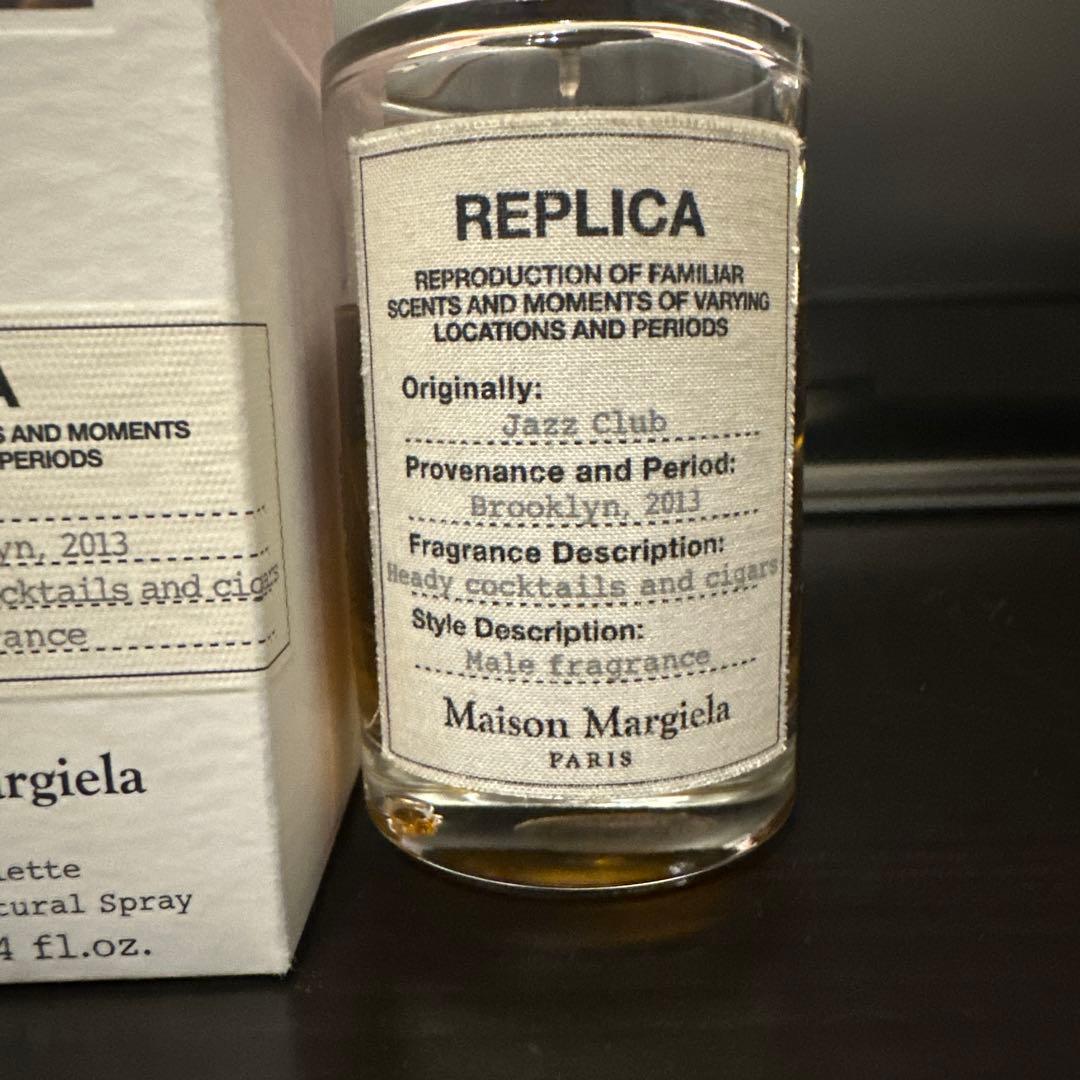 A
S AND MOMENTS
PERIODS
yn, 2013
cktails and cigars
ance
argiela
lette
tural Spray
4 fl.oz.
REPLICA
REPRODUCTION OF FAMILIAR
SCENTS AND MOMENTS OF VARYING
LOCATIONS AND PERIODS
Originally:
Jazz Club
Provenance and Period:
Brooklyn, 2013
Fragrance Description:
Heady cocktails and cigars
Style Description:
Male fragrance
Maison Margiela
PARIS